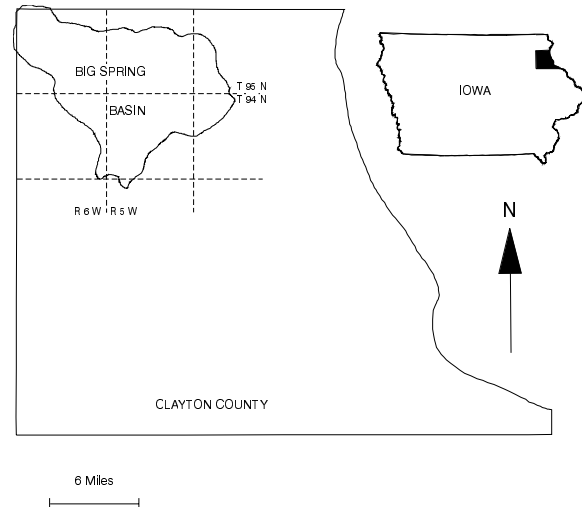 BIG SPRING
BASIN
T 95 N
T 94 N
R 6 W
R 5 W
IOWA
N
CLAYTON COUNTY
6 Miles